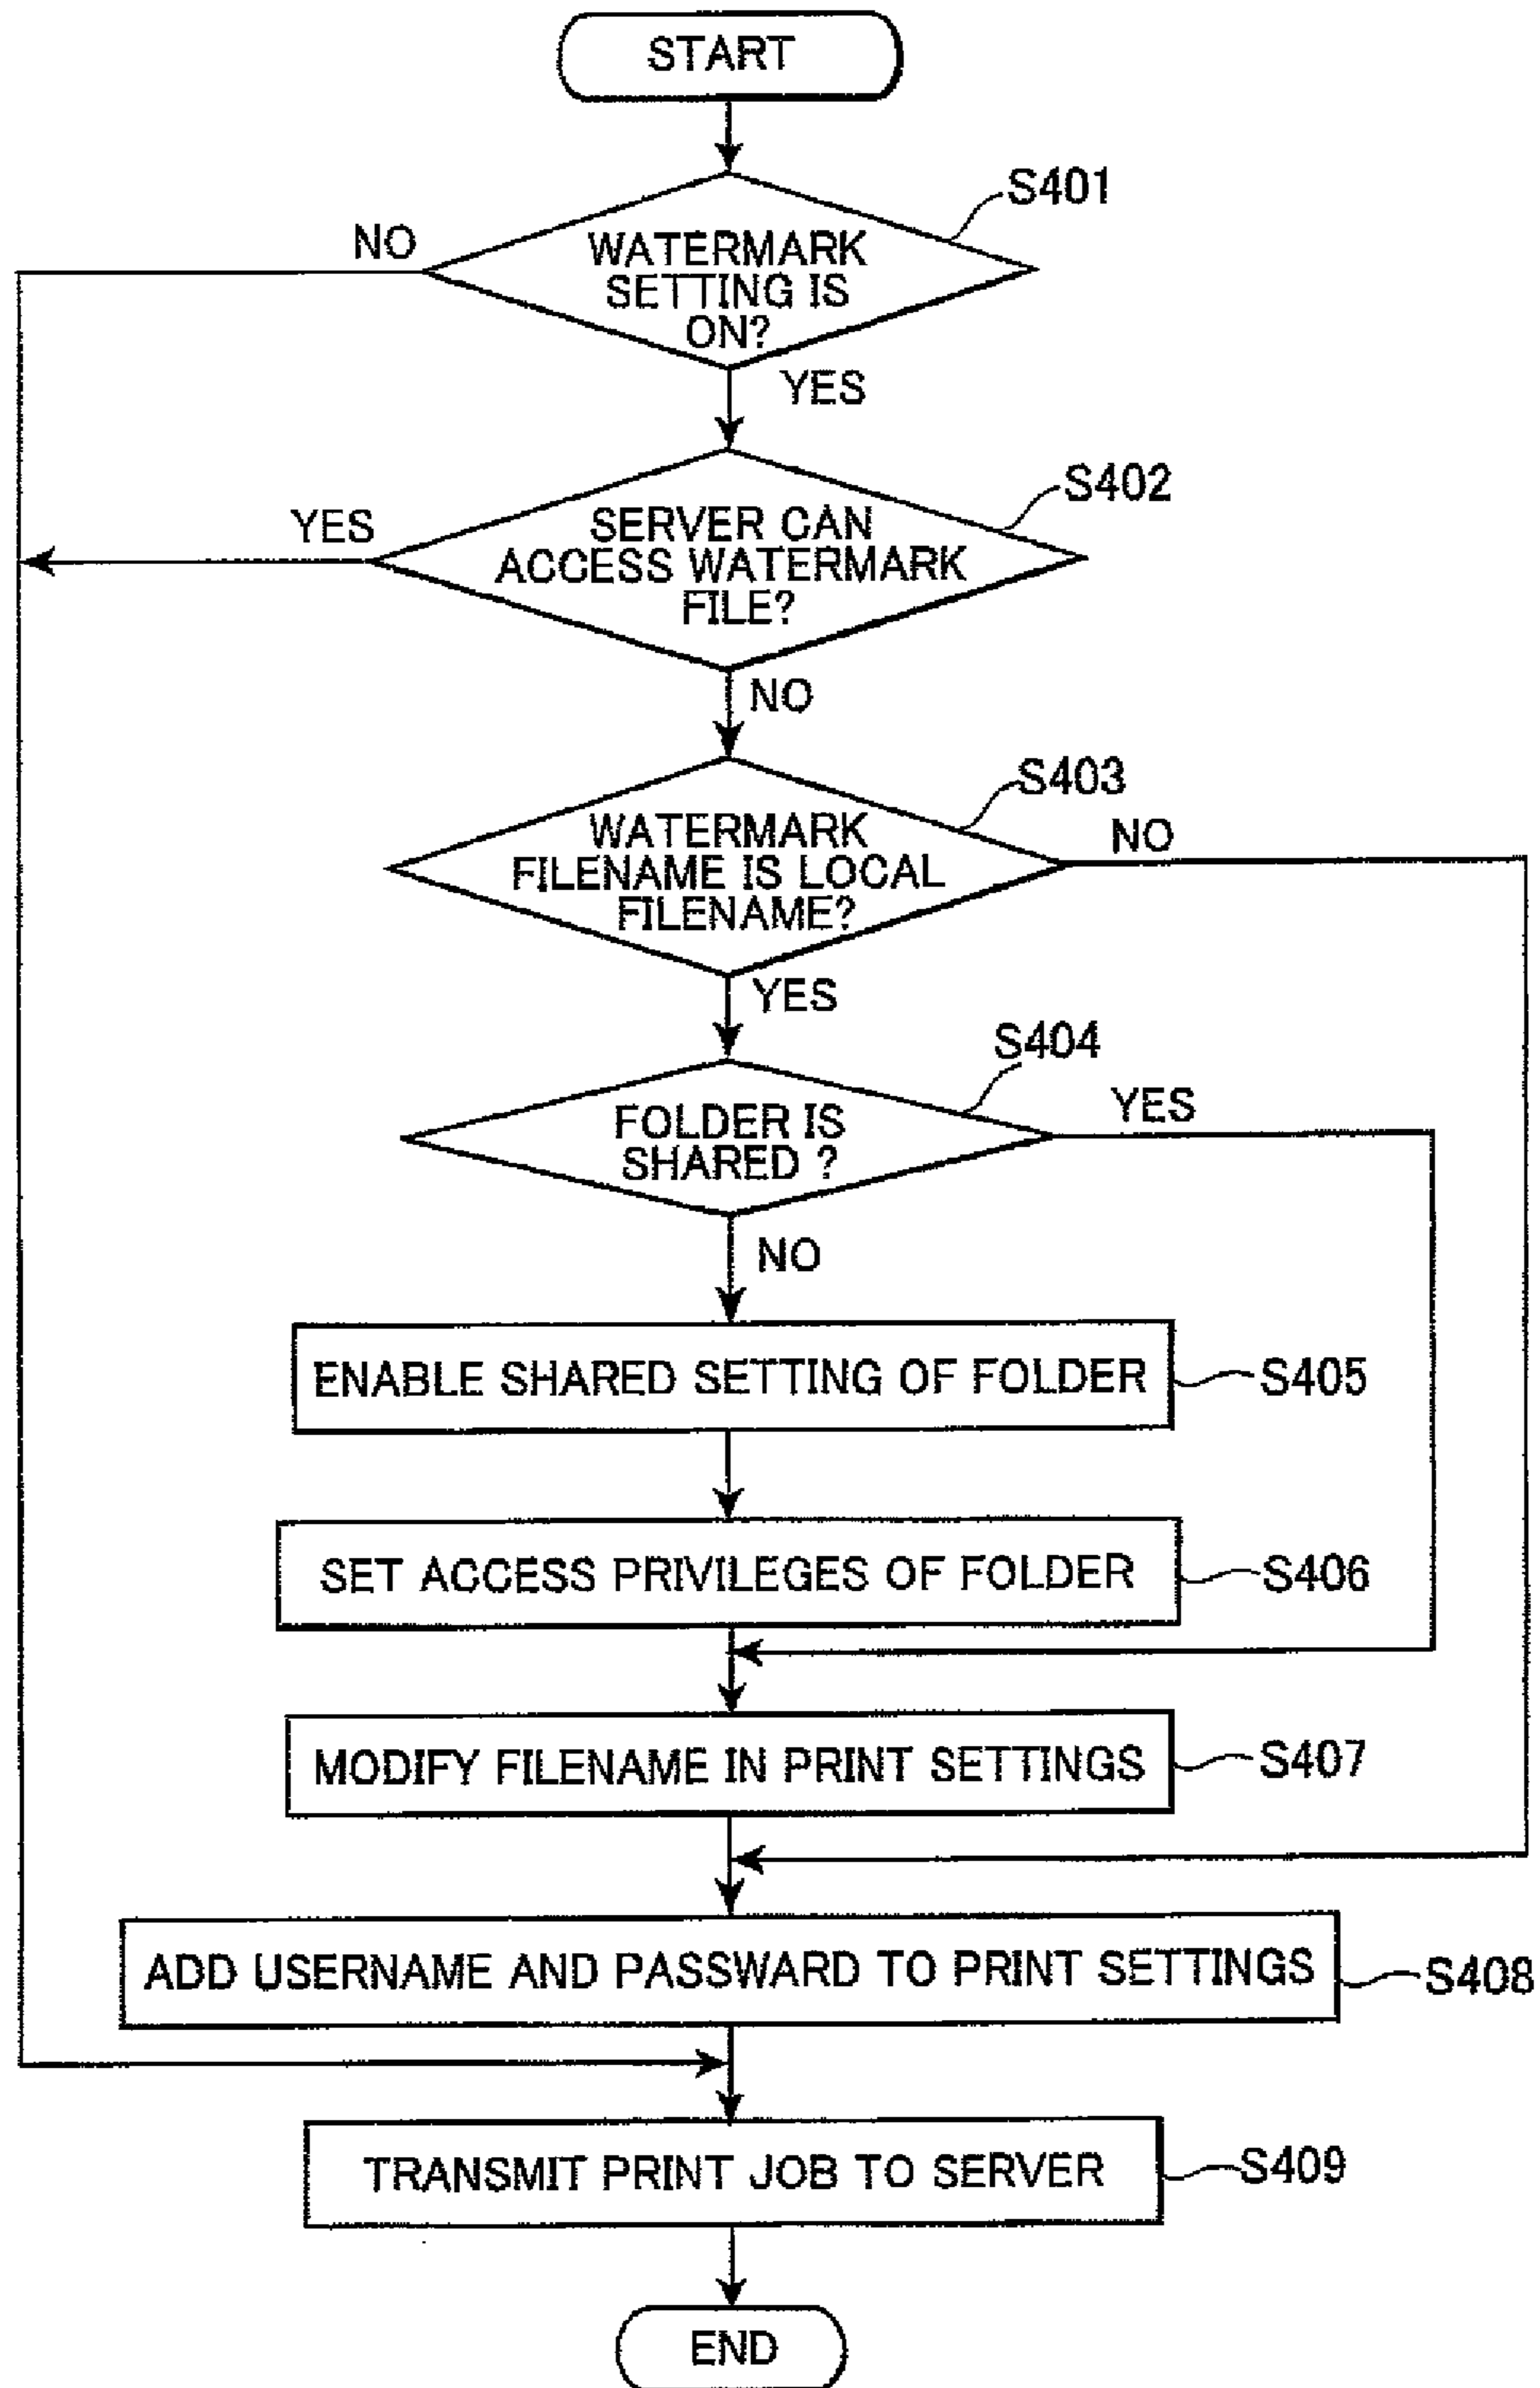 START
S401
NO
WATERMARK
SETTING IS
ON?
YES
S402
YES
SERVER CAN
ACCESS WATERMARK
FILE?
NO
S403
WATERMARK
FILENAME IS LOCAL
FILENAME?
NO
YES
S404
FOLDER IS
SHARED ?
YES
NO
ENABLE SHARED SETTING OF FOLDER
S405
SET ACCESS PRIVILEGES OF FOLDER
S406
MODIFY FILENAME IN PRINT SETTINGS
S407
ADD USERNAME AND PASSWARD TO PRINT SETTINGS
S408
TRANSMIT PRINT JOB TO SERVER
S409
END